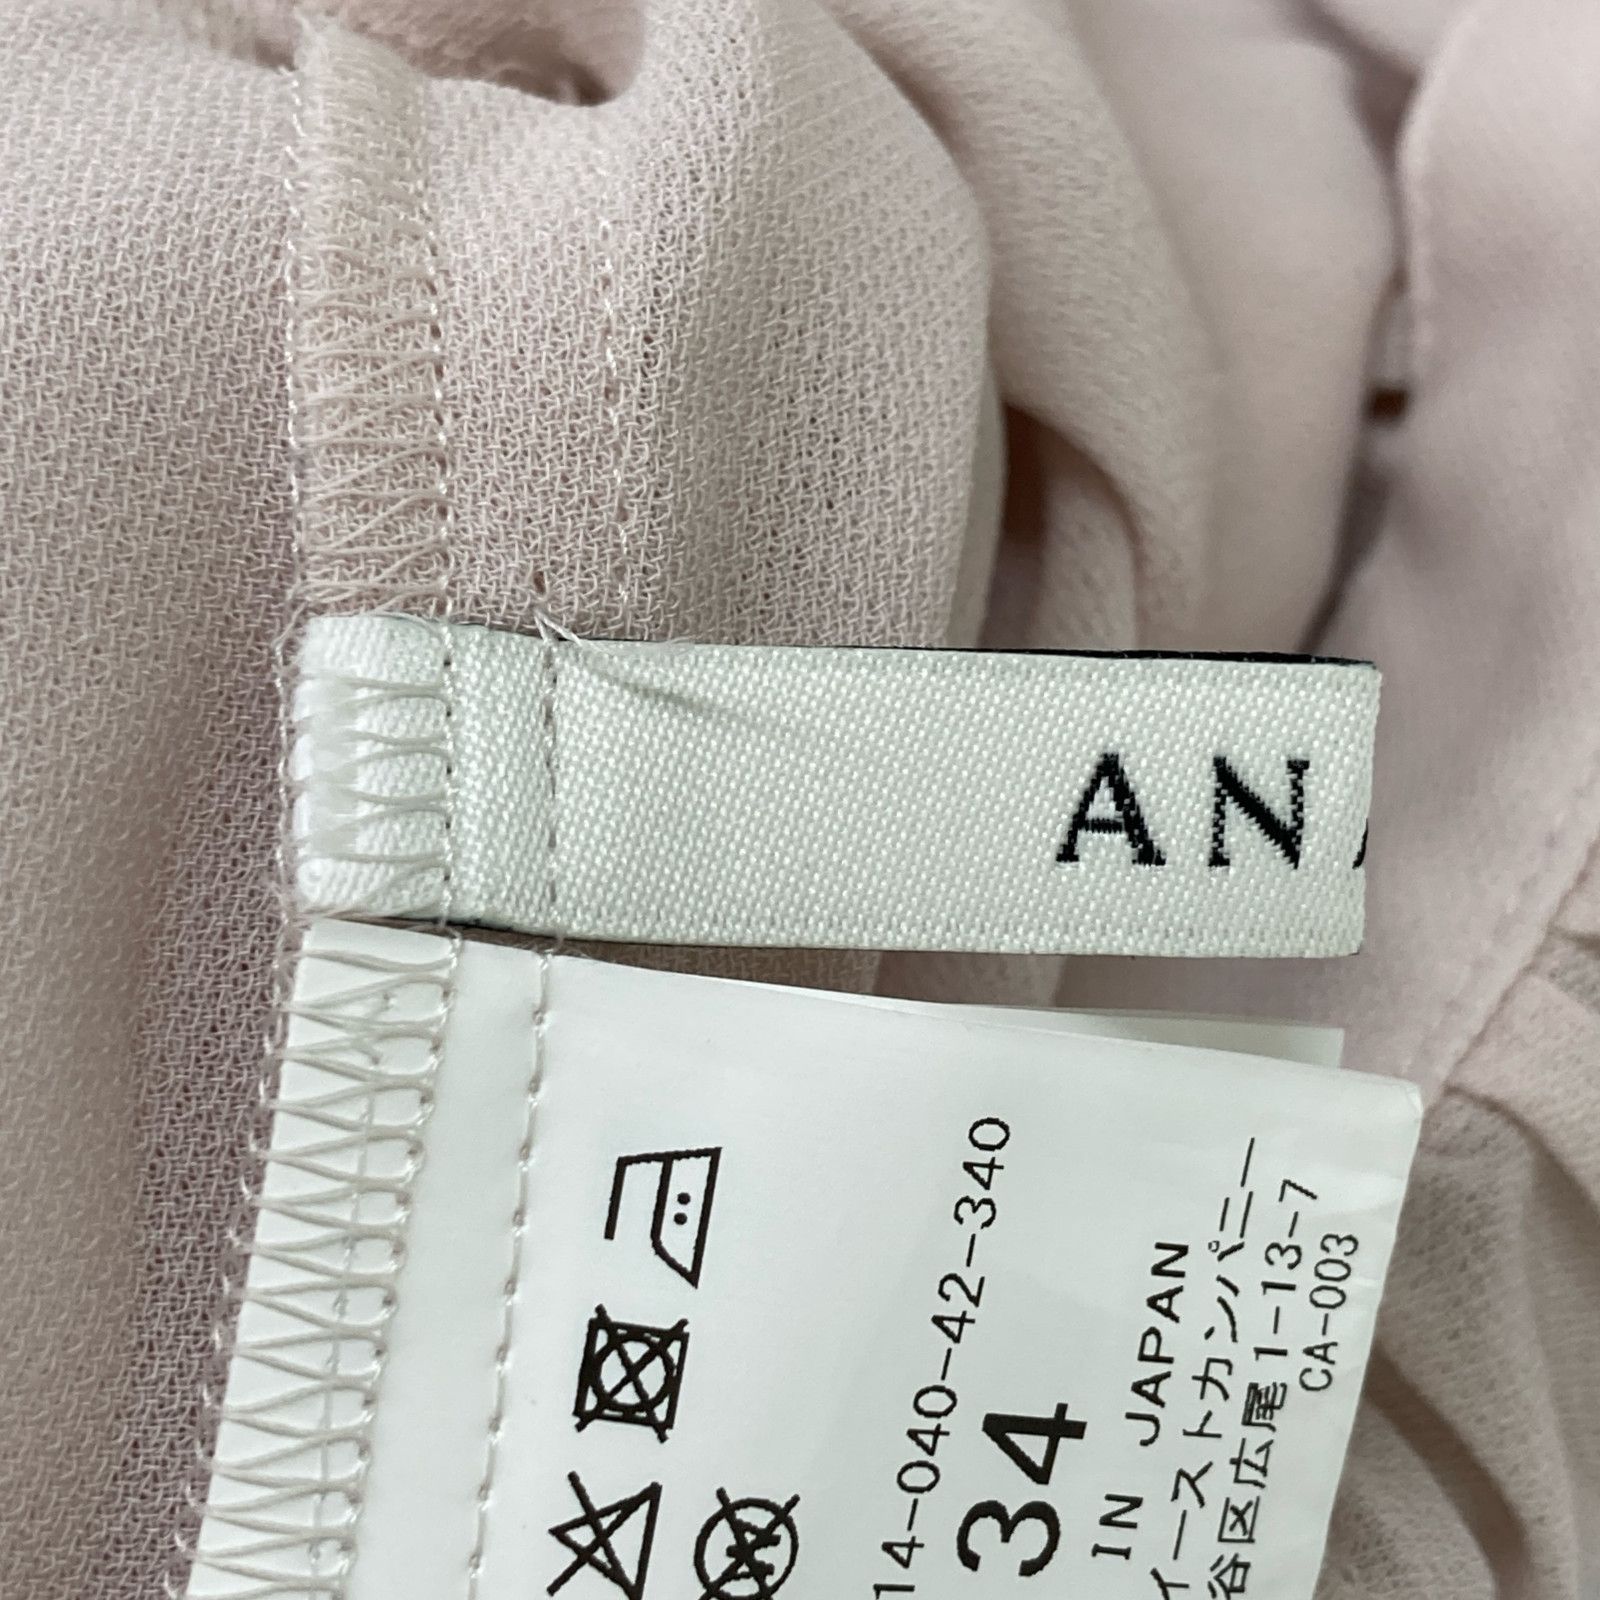 AN
14-040-42-340
34
IN JAPAN
イーストカンパニー
谷区広尾1-13-7
CA-003